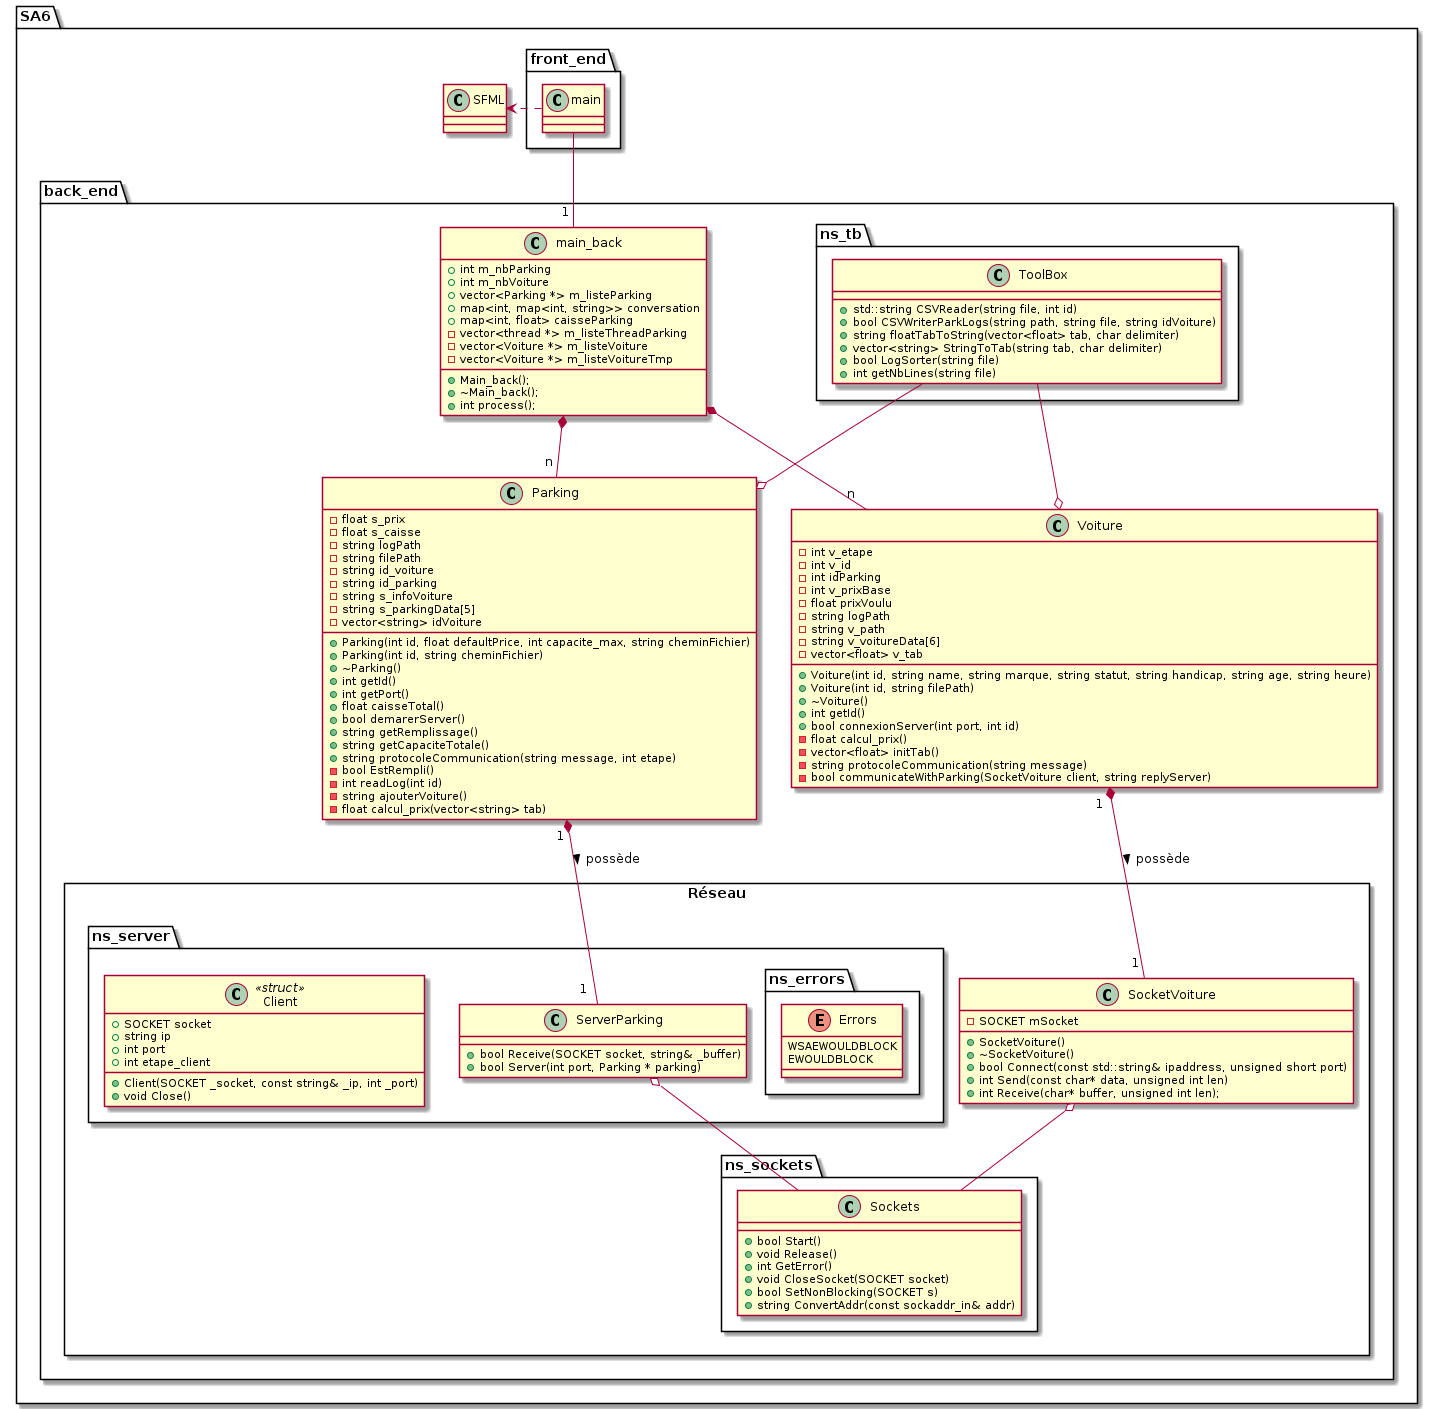 SA6
front_end
SFML
main
back_end
1
main_back
int m_nbParking
int m_nbVoiture
vector<Parking *> m_listeParking
map<int, map<int, string>> conversation
map<int, float> caisseParking
vector<thread *> m_listeThreadParking
vector<Voiture *> m_listeVoiture
vector<Voiture *> m_listeVoitureTmp
Main_back();
~Main_back();
int process();
ns_tb
ToolBox
std::string CSVReader(string file, int id)
bool CSVWriterParkLogs(string path, string file, string idVoiture)
string floatTabToString(vector<float> tab, char delimiter)
vector<string> StringToTab(string tab, char delimiter)
bool LogSorter(string file)
int getNbLines(string file)
n
n
Parking
float s_prix
float s_caisse
string logPath
string filePath
string id_voiture
string id_parking
string s_infoVoiture
string s_parkingData[5]
vector<string> idVoiture
Parking(int id, float defaultPrice, int capacite_max, string cheminFichier)
Parking(int id, string cheminFichier)
~Parking()
int getId()
int getPort()
float caisseTotal()
bool demarerServer()
string getRemplissage()
string getCapaciteTotale()
string protocoleCommunication(string message, int etape)
bool EstRempli()
int readLog(int id)
string ajouterVoiture()
float calcul_prix(vector<string> tab)
Voiture
int v_etape
int v_id
int idParking
int v_prixBase
float prixVoulu
string logPath
string v_path
string v_voitureData[6]
vector<float> v_tab
Voiture(int id, string name, string marque, string statut, string handicap, string age, string heure)
Voiture(int id, string filePath)
~Voiture()
int getId()
bool connexionServer(int port, int id)
float calcul_prix()
vector<float> initTab()
string protocoleCommunication(string message)
bool communicateWithParking(SocketVoiture client, string replyServer)
1
possède
1
possède
Réseau
ns_server
«struct»
Client
SOCKET socket
string ip
int port
int etape_client
Client(SOCKET _socket, const string& _ip, int _port)
void Close()
1
ServerParking
bool Receive(SOCKET socket, string& _buffer)
bool Server(int port, Parking * parking)
ns_errors
Errors
WSAEWOULDBLOCK
EWOULDBLOCK
1
SocketVoiture
SOCKET mSocket
SocketVoiture()
~SocketVoiture()
bool Connect(const std::string& ipaddress, unsigned short port)
int Send(const char* data, unsigned int len)
int Receive(char* buffer, unsigned int len);
ns_sockets
Sockets
bool Start()
void Release()
int GetError()
void CloseSocket(SOCKET socket)
bool SetNonBlocking(SOCKET s)
string ConvertAddr(const sockaddr_in& addr)